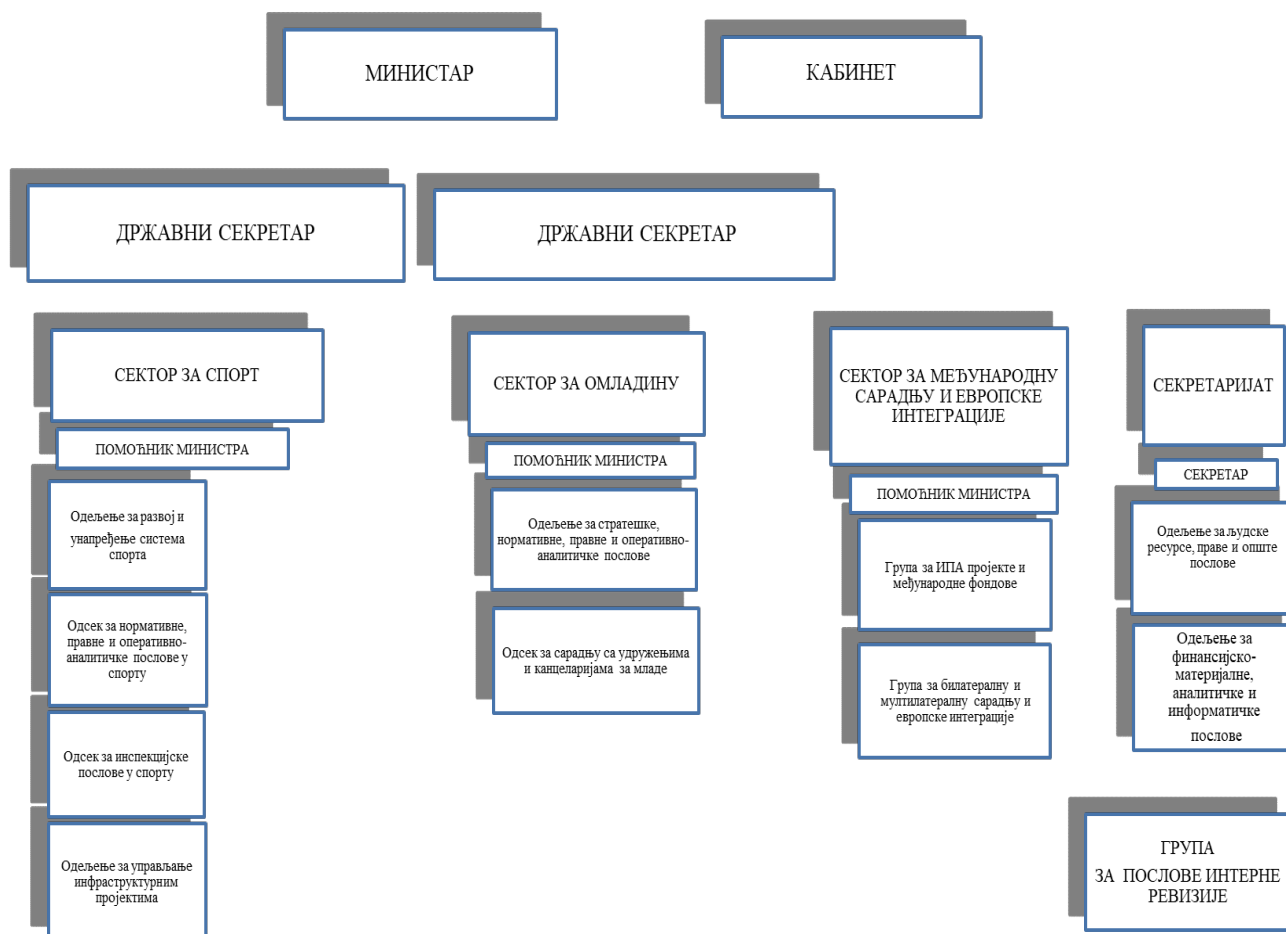 МИНИСТАР
КАБИНЕТ
ДРЖАВНИ СЕКРЕТАР
ДРЖАВНИ СЕКРЕТАР
СЕКТОР ЗА СПОРТ
ПОМОЋНИК МИНИСТРА
Одељење за развој и
унапређење система
спорта
Одсек за нормативне,
правне и оперативно-
аналитичке послове у
спорту
Одсек за инспекцијске
послове у спорту
Одељење за управљање
инфраструктурним
пројектима
СЕКТОР ЗА ОМЛАДИНУ
ПОМОЋНИК МИНИСТРА
Одељење за стратешке,
нормативне, правне и оперативно-
аналитичке послове
Одсек за сарадњу са удружењима
и канцеларијама за младе
СЕКТОР ЗА МЕЂУНАРОДНУ
САРАДЊУ И ЕВРОПСКЕ
ИНТЕГРАЦИЈЕ
ПОМОЋНИК МИНИСТРА
Група за ИПА пројекте и
међународне фондове
Група за билатералну и
мултилатералну сарадњу и
европске интеграције
СЕКРЕТАРИЈАТ
СЕКРЕТАР
Одељење за људске
ресурсе, праве и опште
послове
Одељење за
финансијско-
материјалне,
аналитичке и
информатичке
послове
ГРУПА
ЗА ПОСЛОВЕ ИНТЕРНЕ
РЕВИЗИЈЕ